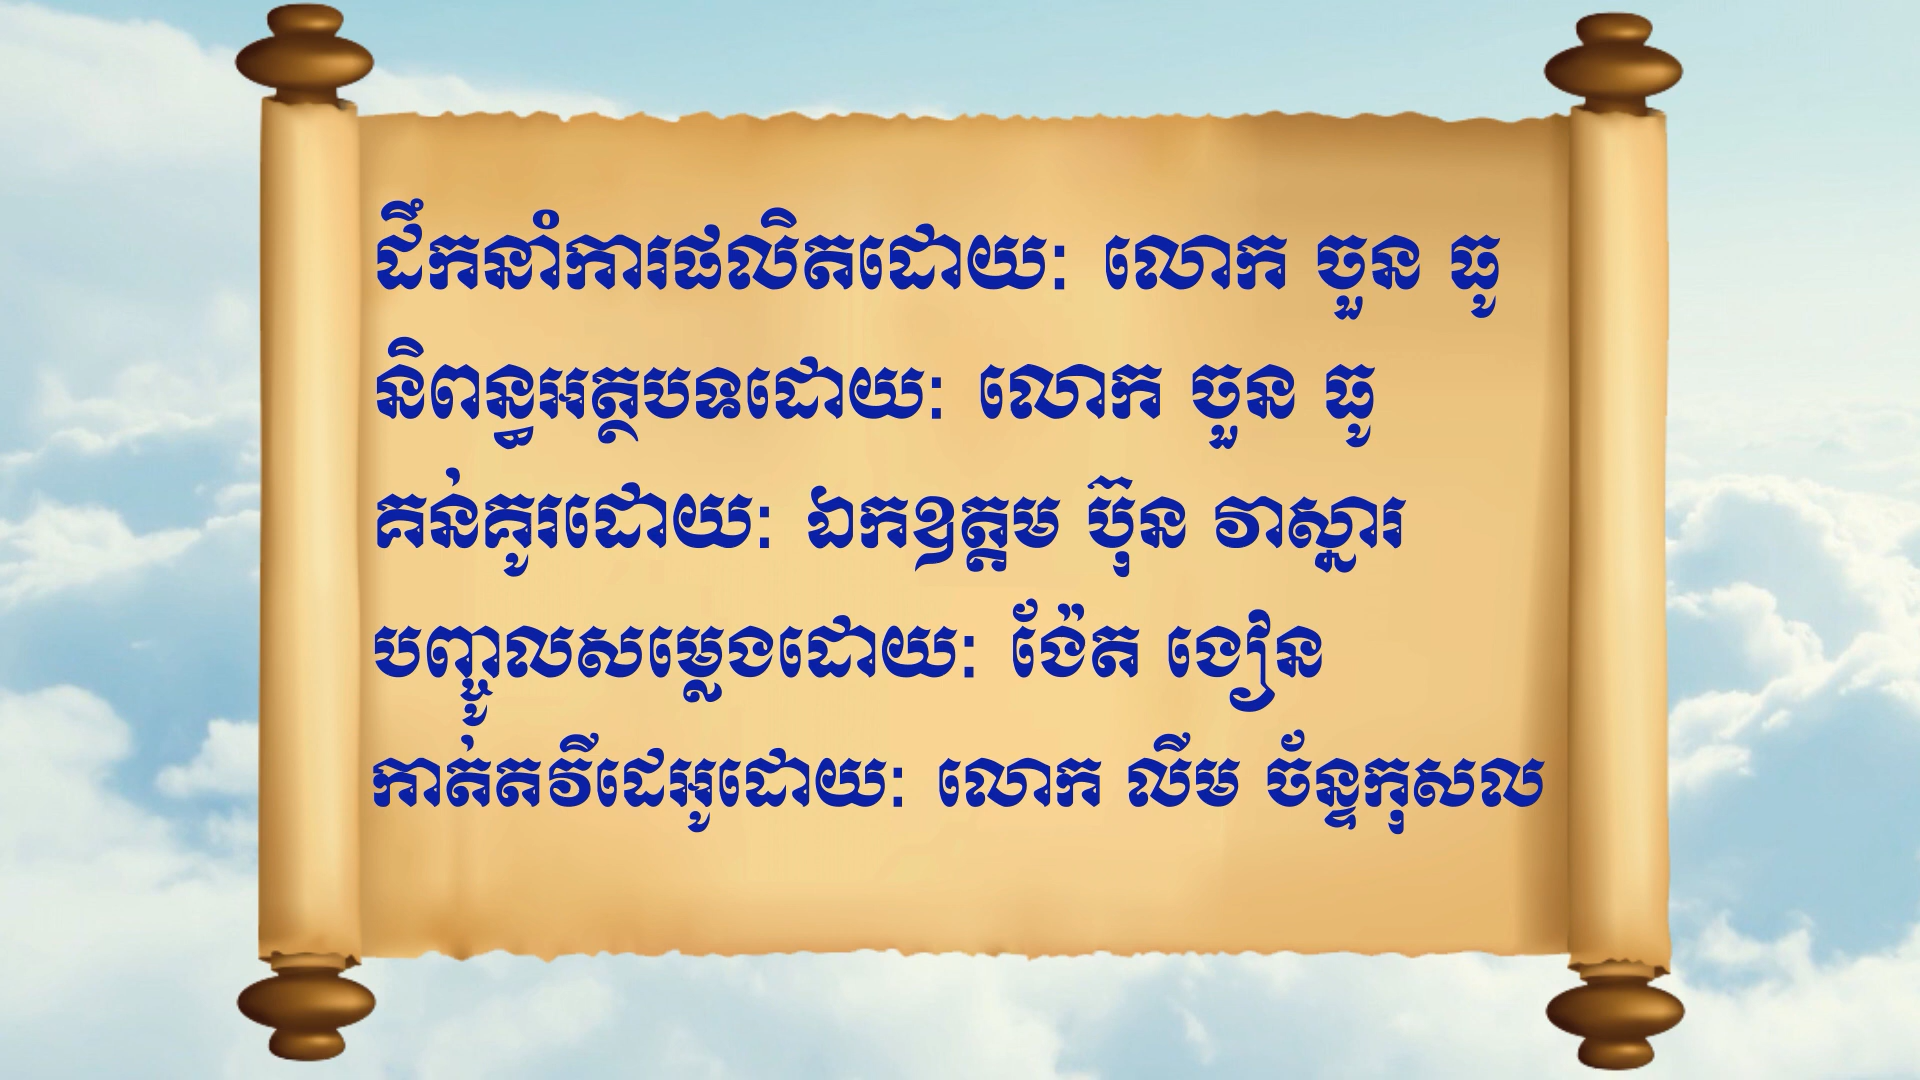 ដឹកនាំការផលិតដោយ: លោក ចួន ធូ
និពន្ធអត្ថបទដោយ: លោក ចួន ធូ
គន់គូរដោយ: ឯកឧត្តម ប៊ុន វាស្នារ
បញ្ចូលសម្លេងដោយ: ង៉ែត ងៀន
កាត់តវីដេអូដោយ: លោក លឹម ច័ន្ទកុសល